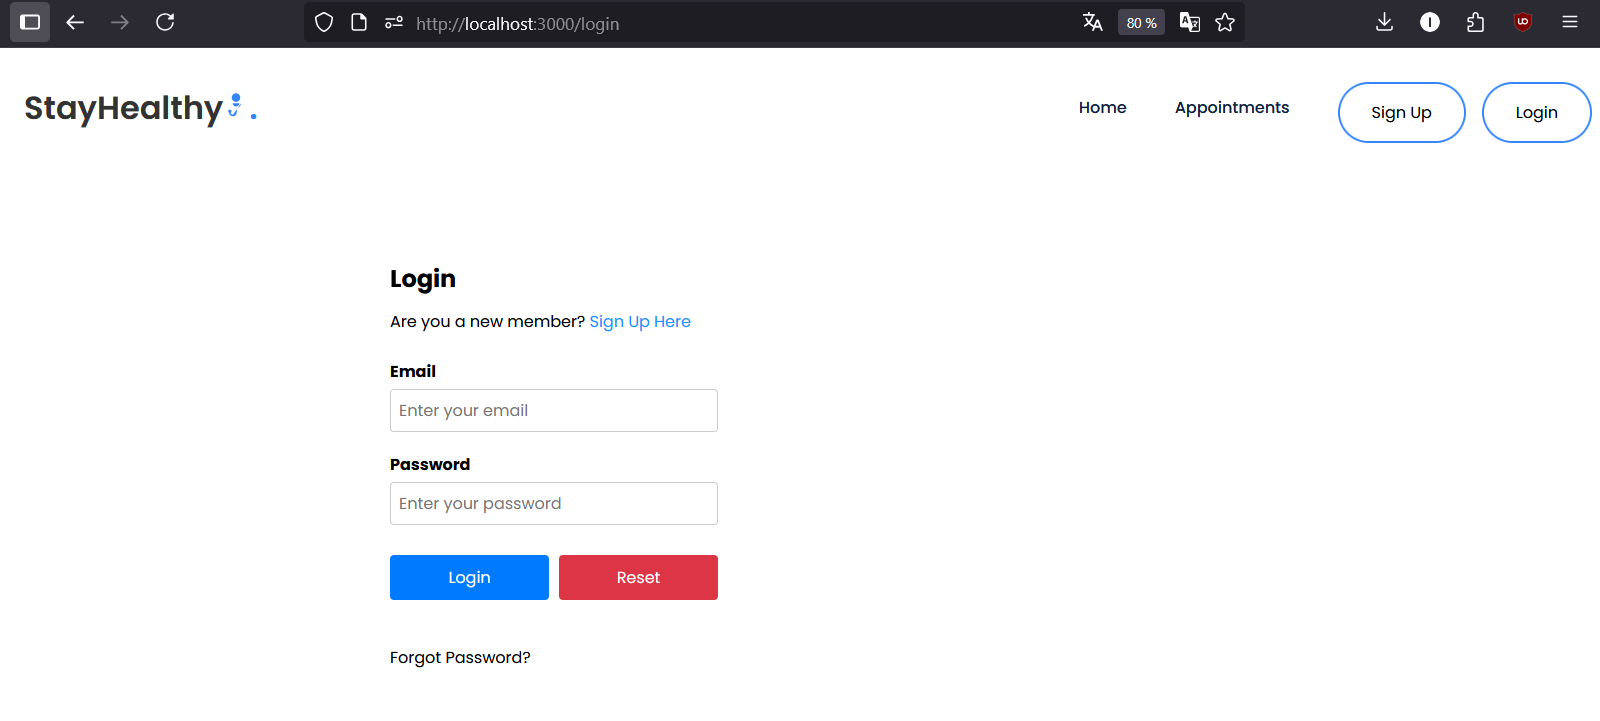 http://localhost:3000/login
80 %
StayHealthy .
Home
Appointments
Sign Up
Login
Login
Are you a new member? Sign Up Here
Email
Enter your email
Password
Enter your password
Login
Reset
Forgot Password?